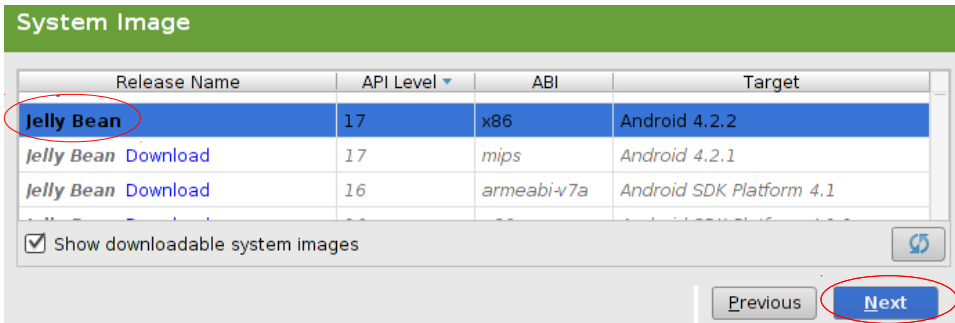 System Image
Release Name API Level ABI Target
Jelly Bean 17 x86 Android 4.2.2
Jelly Bean Download 17 mips Android 4.2.1
Jelly Bean Download 16 armeabi-v7a Android SDK Platform 4.1
Show downloadable system images
Previous Next